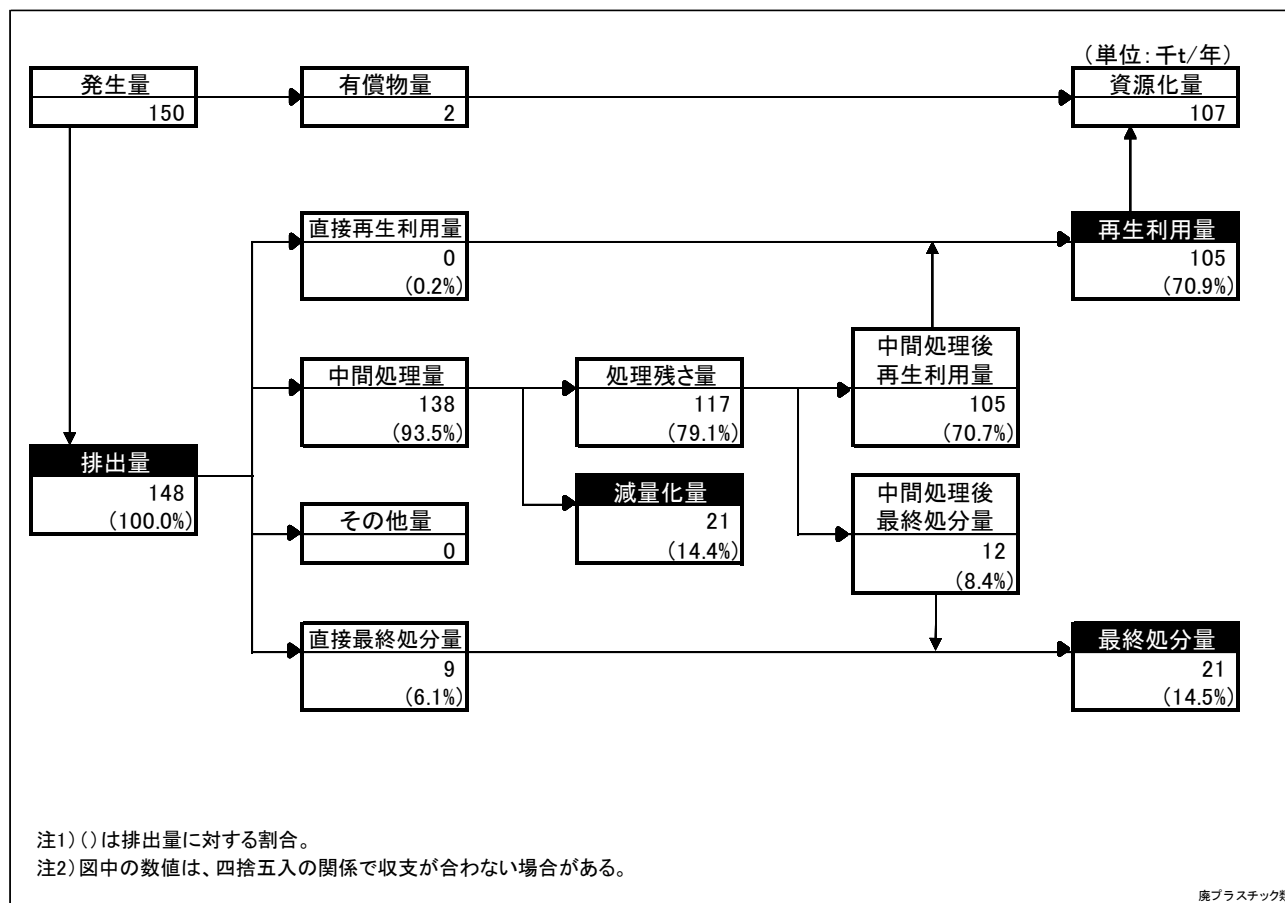 (単位:千t/年)
発生量
150
有償物量
2
資源化量
107
直接再生利用量
0
(0.2%)
再生利用量
105
(70.9%)
中間処理量
138
(93.5%)
処理残さ量
117
(79.1%)
中間処理後
再生利用量
105
(70.7%)
排出量
148
(100.0%)
減量化量
21
(14.4%)
中間処理後
最終処分量
12
(8.4%)
その他量
0
直接最終処分量
9
(6.1%)
最終処分量
21
(14.5%)
注1)()は排出量に対する割合。
注2)図中の数値は、四捨五入の関係で収支が合わない場合がある。
廃プラスチック類